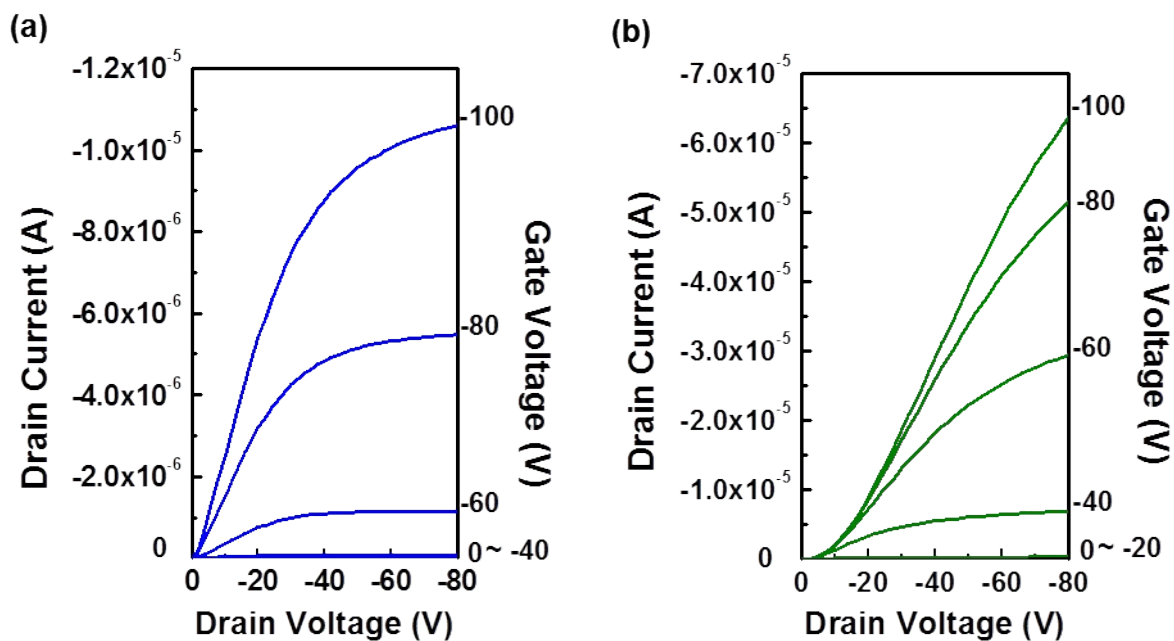 (a)
-1.2x10⁻⁵
-1.0x10⁻⁵
-8.0x10⁻⁶
-6.0x10⁻⁶
-4.0x10⁻⁶
-2.0x10⁻⁶
0
Drain Current (A)
0 -20 -40 -60 -80
Drain Voltage (V)
-100
-80
-60
0~ -40
Gate Voltage (V)
(b)
-7.0x10⁻⁵
-6.0x10⁻⁵
-5.0x10⁻⁵
-4.0x10⁻⁵
-3.0x10⁻⁵
-2.0x10⁻⁵
-1.0x10⁻⁵
0
Drain Current (A)
0 -20 -40 -60 -80
Drain Voltage (V)
-100
-80
-60
-40
0~ -20
Gate Voltage (V)